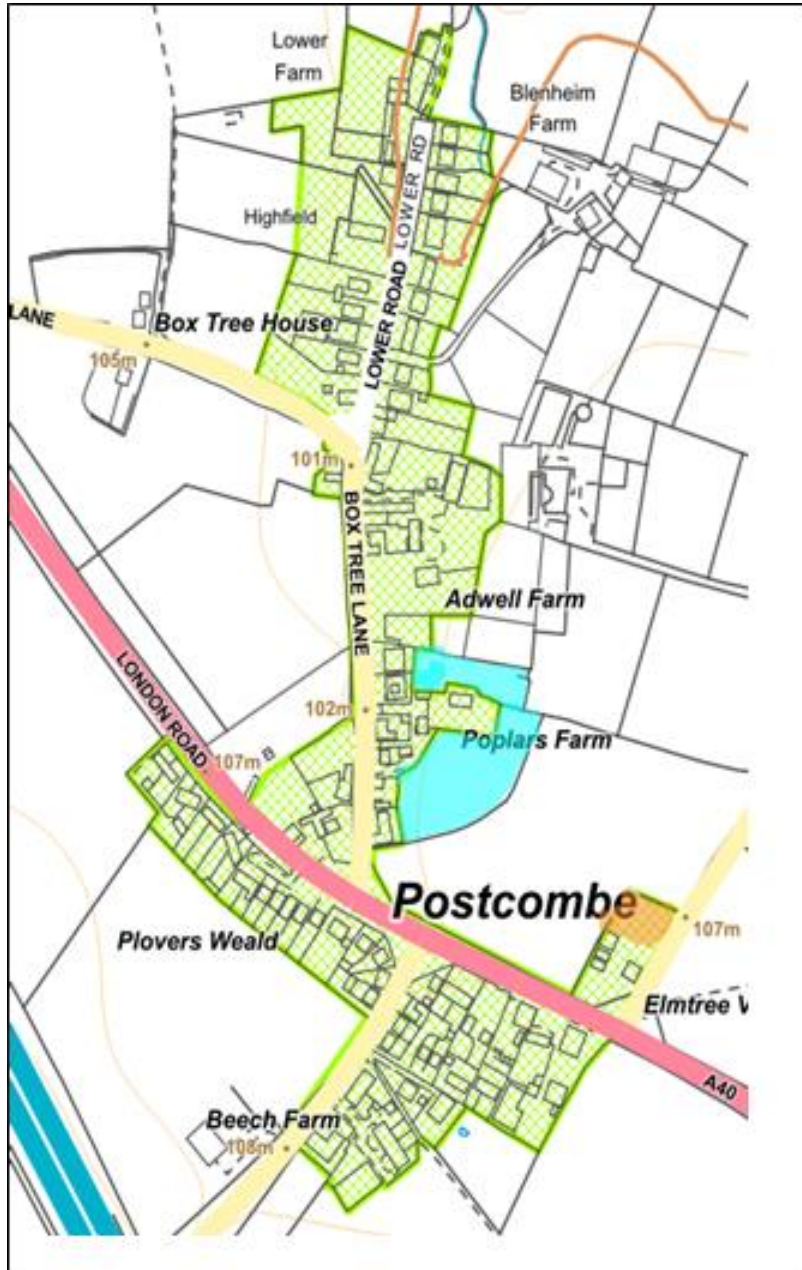 Lower
Farm
Blenheim
Farm
LOWER RD
Highfield
LOWER ROAD
LANE
Box Tree House
105m
101m
BOX TREE LANE
Adwell Farm
LONDON ROAD
102m
Poplars Farm
107m
Postcombe
107m
Plovers Weald
Elmtree V
A40
Beech Farm
108m